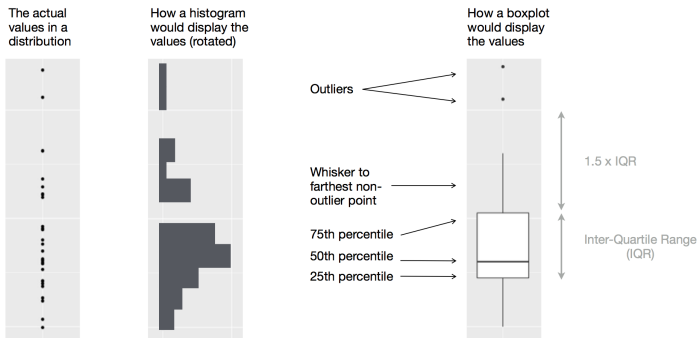 The actual
values in a
distribution
How a histogram
would display the
values (rotated)
How a boxplot
would display
the values
Outliers
1.5 x IQR
Whisker to
farthest non-
outlier point
75th percentile
Inter-Quartile Range
(IQR)
50th percentile
25th percentile